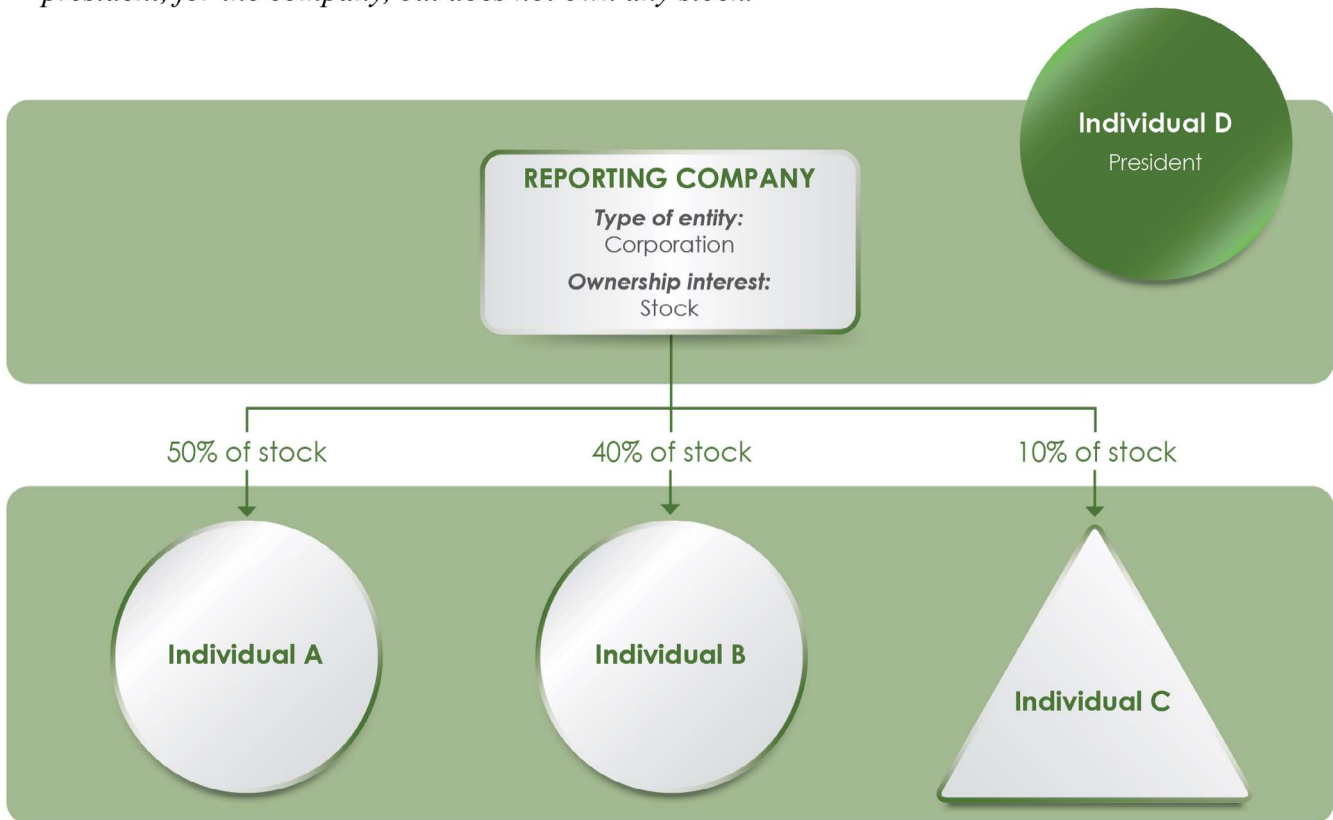 president, for the company, but does not own any stock.
Individual D
President
REPORTING COMPANY
Type of entity:
Corporation
Ownership interest:
Stock
50% of stock
40% of stock
10% of stock
Individual A
Individual B
Individual C